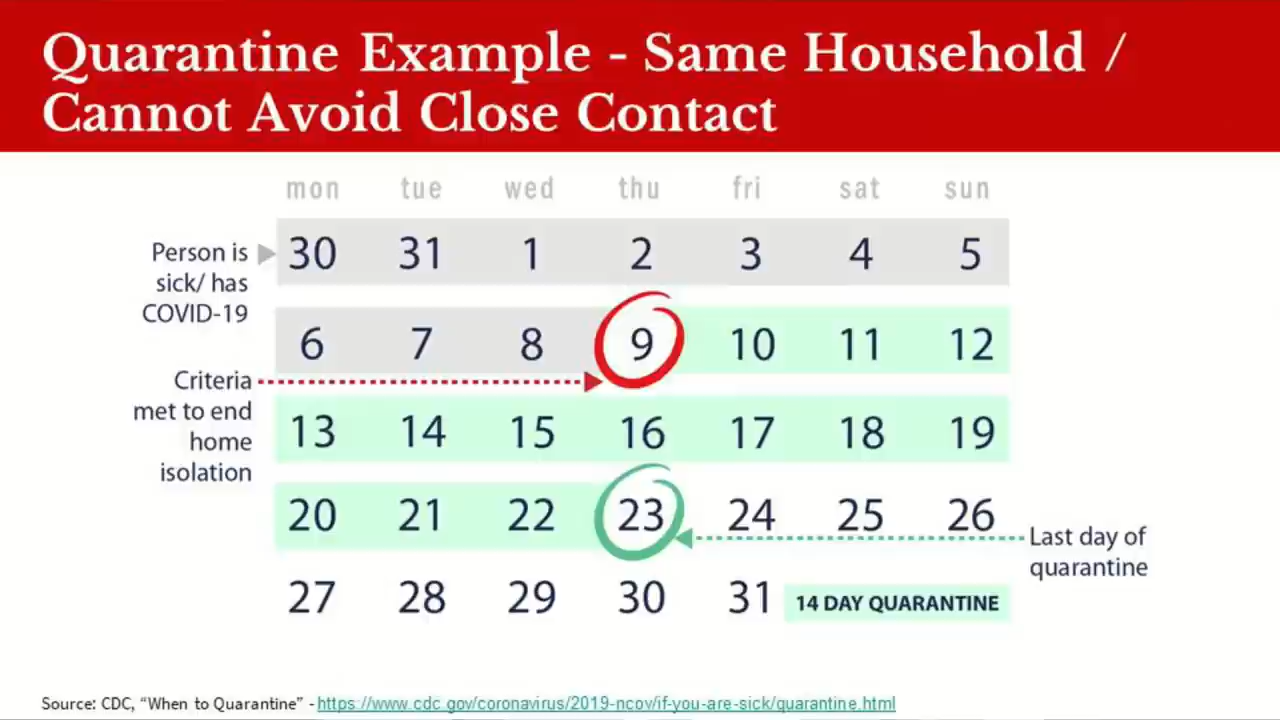 Quarantine Example - Same Household /
Cannot Avoid Close Contact
mon tue wed thu fri sat sun
Person is
sick/ has
COVID-19
30 31 1 2 3 4 5
6 7 8 9 10 11 12
Criteria
met to end
home
isolation
13 14 15 16 17 18 19
20 21 22 23 24 25 26
Last day of
quarantine
27 28 29 30 31
14 DAY QUARANTINE
Source: CDC, “When to Quarantine” - https://www.cdc.gov/coronavirus/2019-ncov/if-you-are-sick/quarantine.html